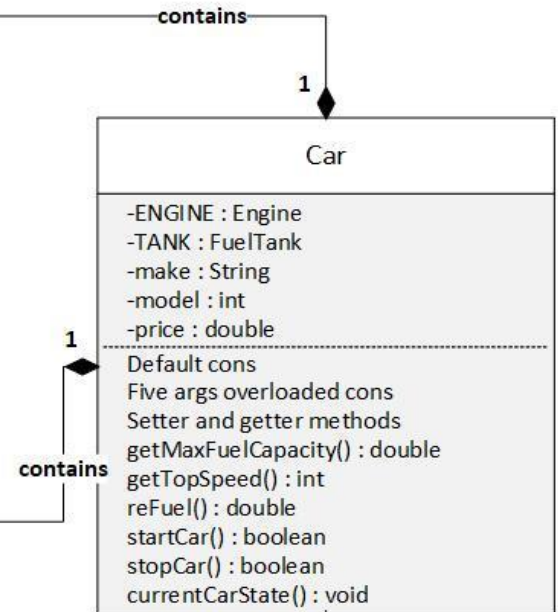 contains
1
Car
-ENGINE : Engine
-TANK : FuelTank
-make : String
-model : int
-price : double
1
Default cons
Five args overloaded cons
Setter and getter methods
getMaxFuelCapacity() : double
contains
getTopSpeed() : int
reFuel() : double
startCar() : boolean
stopCar() : boolean
currentCarState() : void